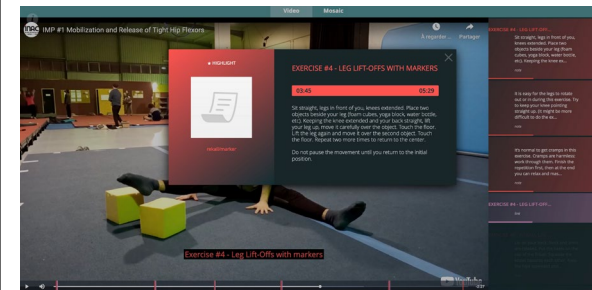 Video
Mosaic
IMP #1 Mobilization and Release of Tight Hip Flexors
À regarder ...
Partager
HIGHLIGHT
EXERCISE #4 - LEG LIFT-OFFS WITH MARKERS
03:45
05:29
Sit straight, legs in front of you, knees extended. Place two
objects beside your leg (foam cubes, yoga block, water bottle,
etc). Keeping the knee extended and your back straight, lift
your leg up, move it carefully over the object. Touch the floor.
Lift the leg again and move it over the second object. Touch
the floor. Repeat two more times to return to the center.
Do not pause the movement until you return to the initial
position.
Exercise #4 - Leg Lift-Offs with markers
EXERCISE #4 - LEG LIFT-OFF...
Sit straight, legs in front of you,
knees extended. Place two
objects beside your leg (foam
cubes, yoga block, water bottle,
etc). Keeping the knee ex...
It is easy for the legs to rotate
out or in during this exercise. Try
to keep your knee pointing
straight up. It might be more
difficult to do the ex...
It's normal to get cramps in this
exercise. Cramps are harmless;
work through them. Finish the
repetition first, then at the end
you can relax and mas...
EXERCISE #4 - LEG LIFT-OFF...